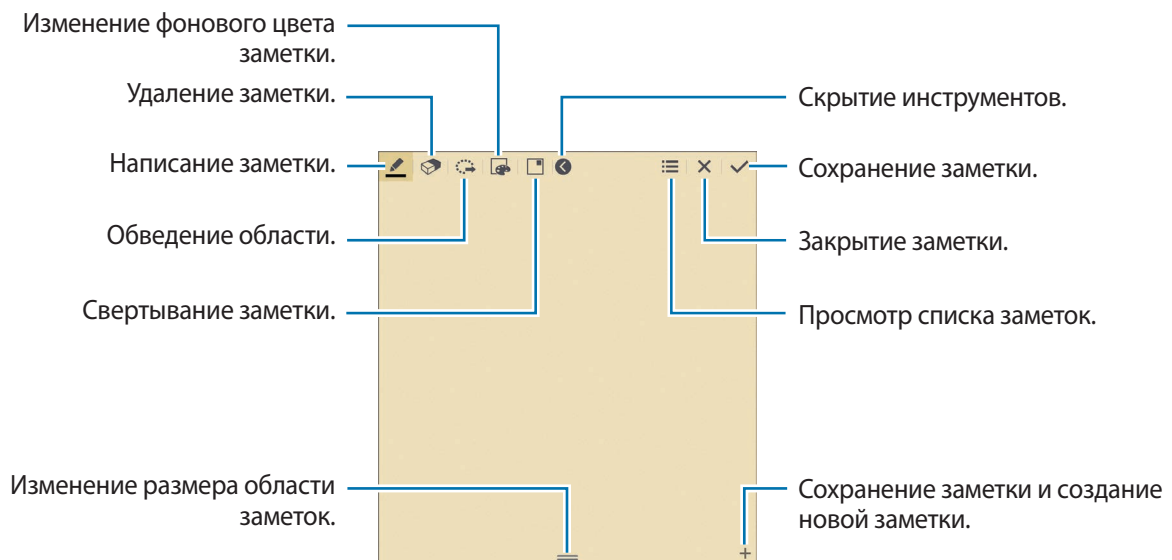 Изменение фонового цвета
заметки.
Удаление заметки.
Написание заметки.
Обведение области.
Свертывание заметки.
Изменение размера области
заметок.
Скрытие инструментов.
Сохранение заметки.
Закрытие заметки.
Просмотр списка заметок.
Сохранение заметки и создание
новой заметки.